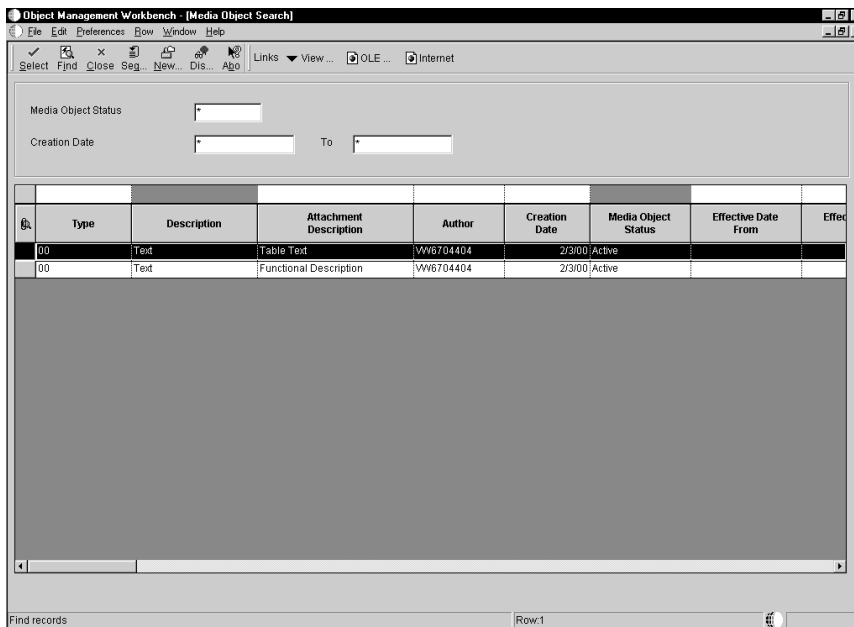 Object Management Workbench - [Media Object Search]
File Edit Preferences Row Window Help
Select Find Close Seq... New... Dis... Abo Links View ... OLE ... Internet
Media Object Status *
Creation Date * To *
Type Description Attachment Description Author Creation Date Media Object Status Effective Date From Effec
00 Text Table Text VW6704404 2/3/00 Active
00 Text Functional Description VW6704404 2/3/00 Active
Find records Row:1